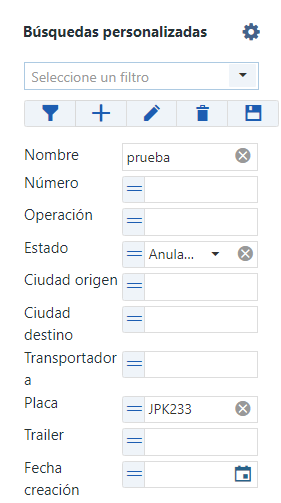 Búsquedas personalizadas
Seleccione un filtro
Nombre prueba
Número
Operación
Estado Anula...
Ciudad origen
Ciudad
destino
Transportador
a
Placa JPK233
Trailer
Fecha
creación